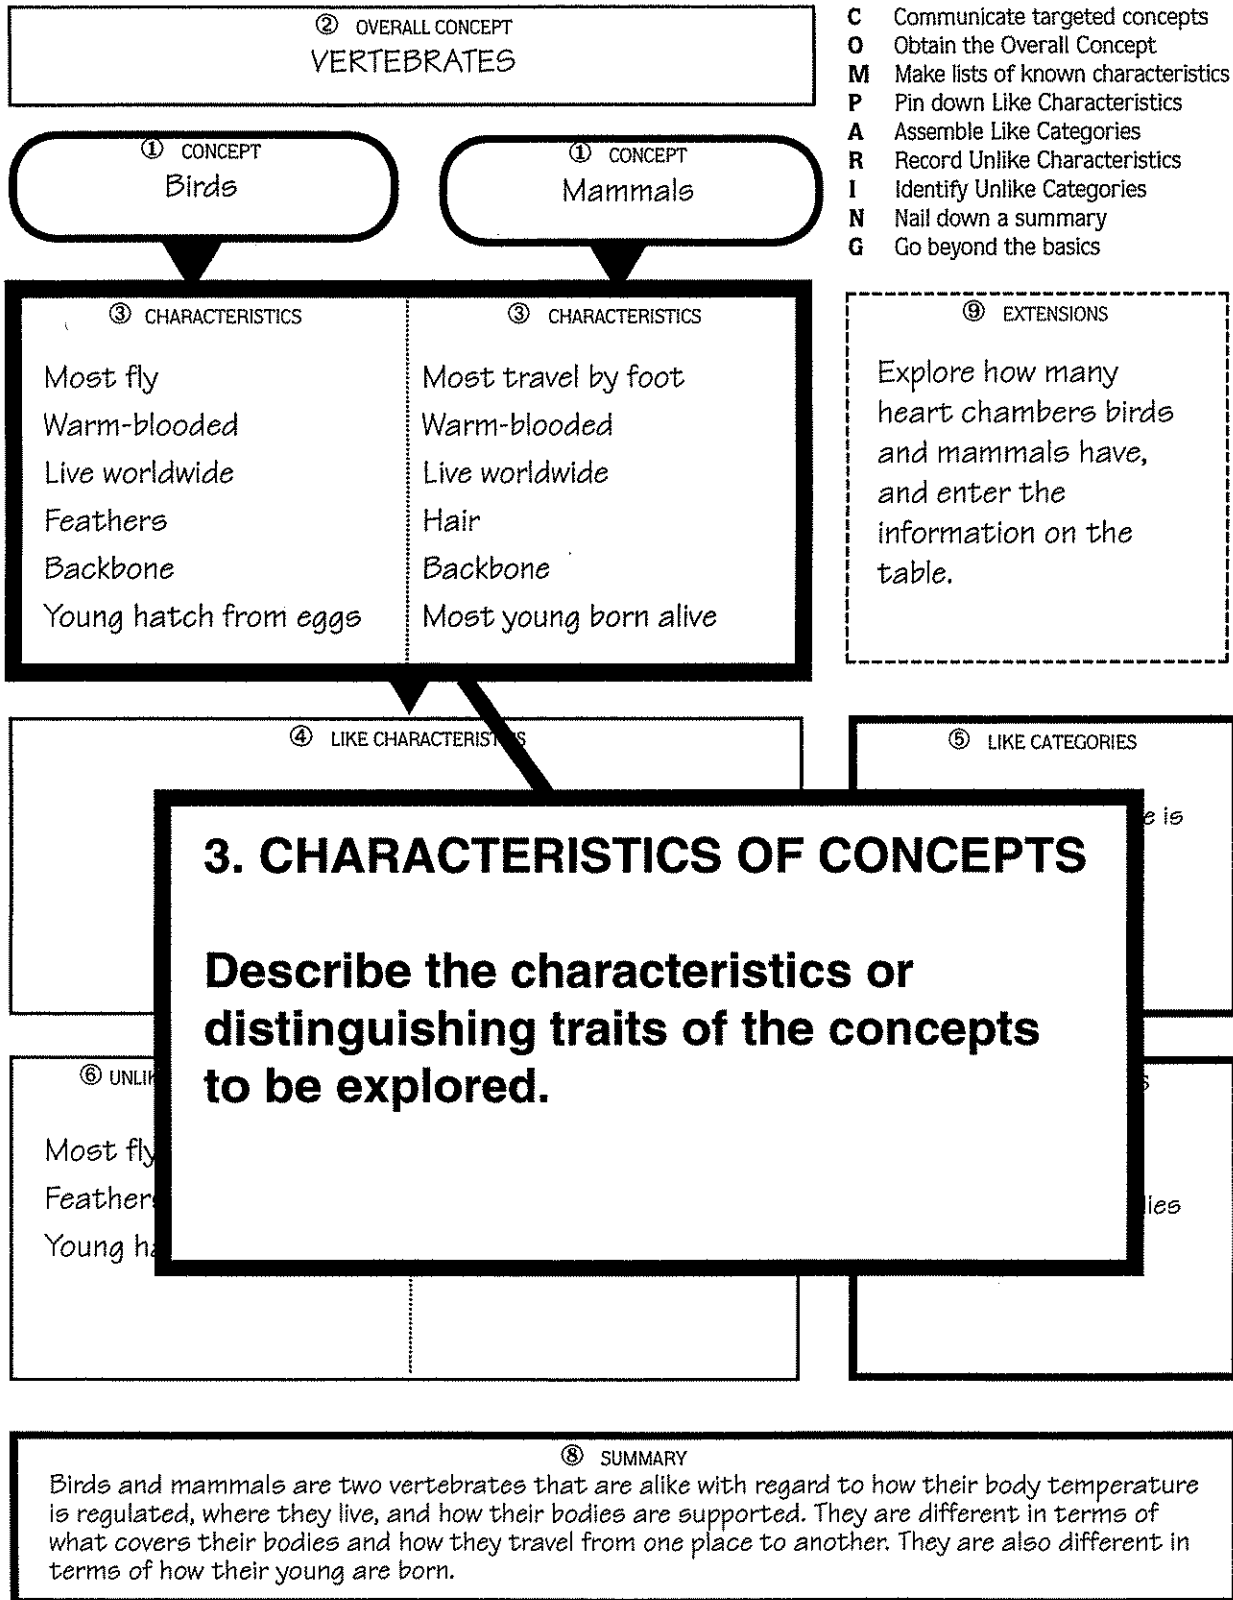 ② OVERALL CONCEPT
VERTEBRATES
C Communicate targeted concepts
O Obtain the Overall Concept
M Make lists of known characteristics
P Pin down Like Characteristics
A Assemble Like Categories
R Record Unlike Characteristics
I Identify Unlike Categories
N Nail down a summary
G Go beyond the basics
① CONCEPT
Birds
① CONCEPT
Mammals
③ CHARACTERISTICS
Most fly
Warm-blooded
Live worldwide
Feathers
Backbone
Young hatch from eggs
③ CHARACTERISTICS
Most travel by foot
Warm-blooded
Live worldwide
Hair
Backbone
Most young born alive
⑨ EXTENSIONS
Explore how many
heart chambers birds
and mammals have,
and enter the
information on the
table.
④ LIKE CHARACTERISTICS
⑤ LIKE CATEGORIES
is
3. CHARACTERISTICS OF CONCEPTS
Describe the characteristics or
distinguishing traits of the concepts
to be explored.
⑥
Most fly
Feathers
Young
⑧ SUMMARY
Birds and mammals are two vertebrates that are alike with regard to how their body temperature
is regulated, where they live, and how their bodies are supported. They are different in terms of
what covers their bodies and how they travel from one place to another. They are also different in
terms of how their young are born.